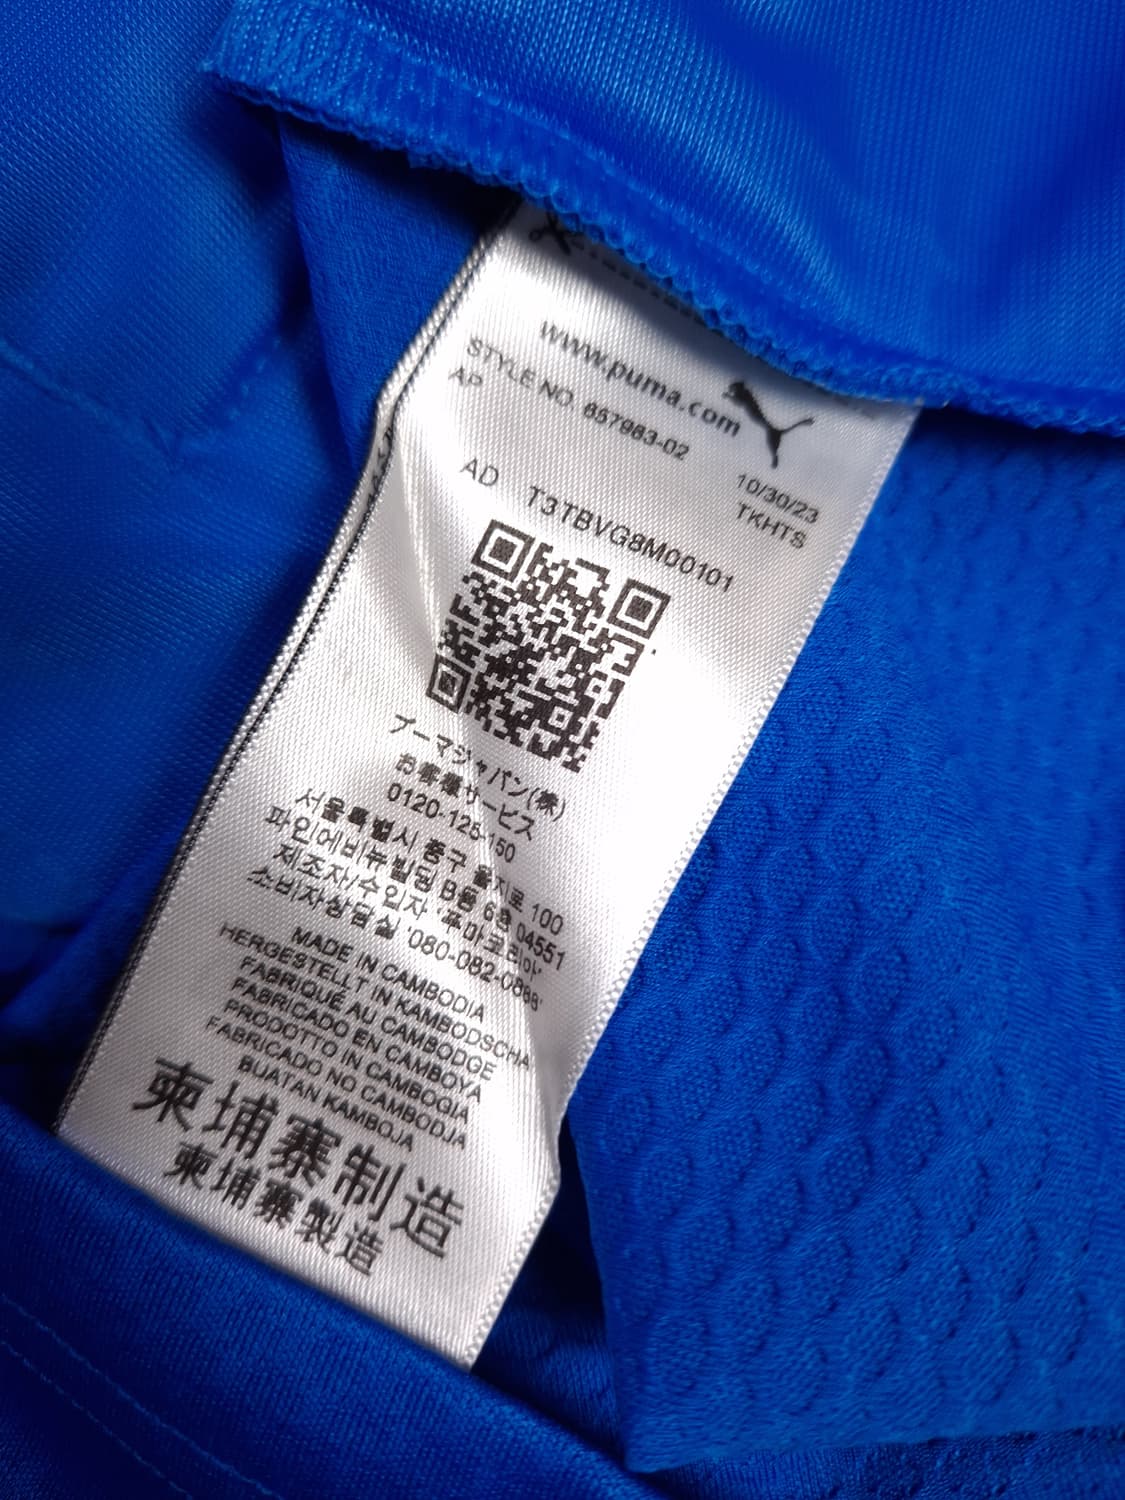 www.puma.com
STYLE NO. 657983-02
10/30/23
AP
TKHTS
AD T3TBVG8M00101
プーマジャパン(株)
お客様サービス
0120-125-150
서울특별시 중구 을지로 100
파인애비뉴빌딩 B동 6층 04551
제조자/수입자 '푸마코리아'
소비자상담실 '080-082-0868'
MADE IN CAMBODIA
HERGESTELLT IN KAMBODSCHA
FABRIQUÉ AU CAMBODGE
FABRICADO EN CAMBOYA
PRODOTTO IN CAMBOGIA
FABRICADO NO CAMBODJA
BUATAN KAMBOJA
柬埔寨制造
柬埔寨製造